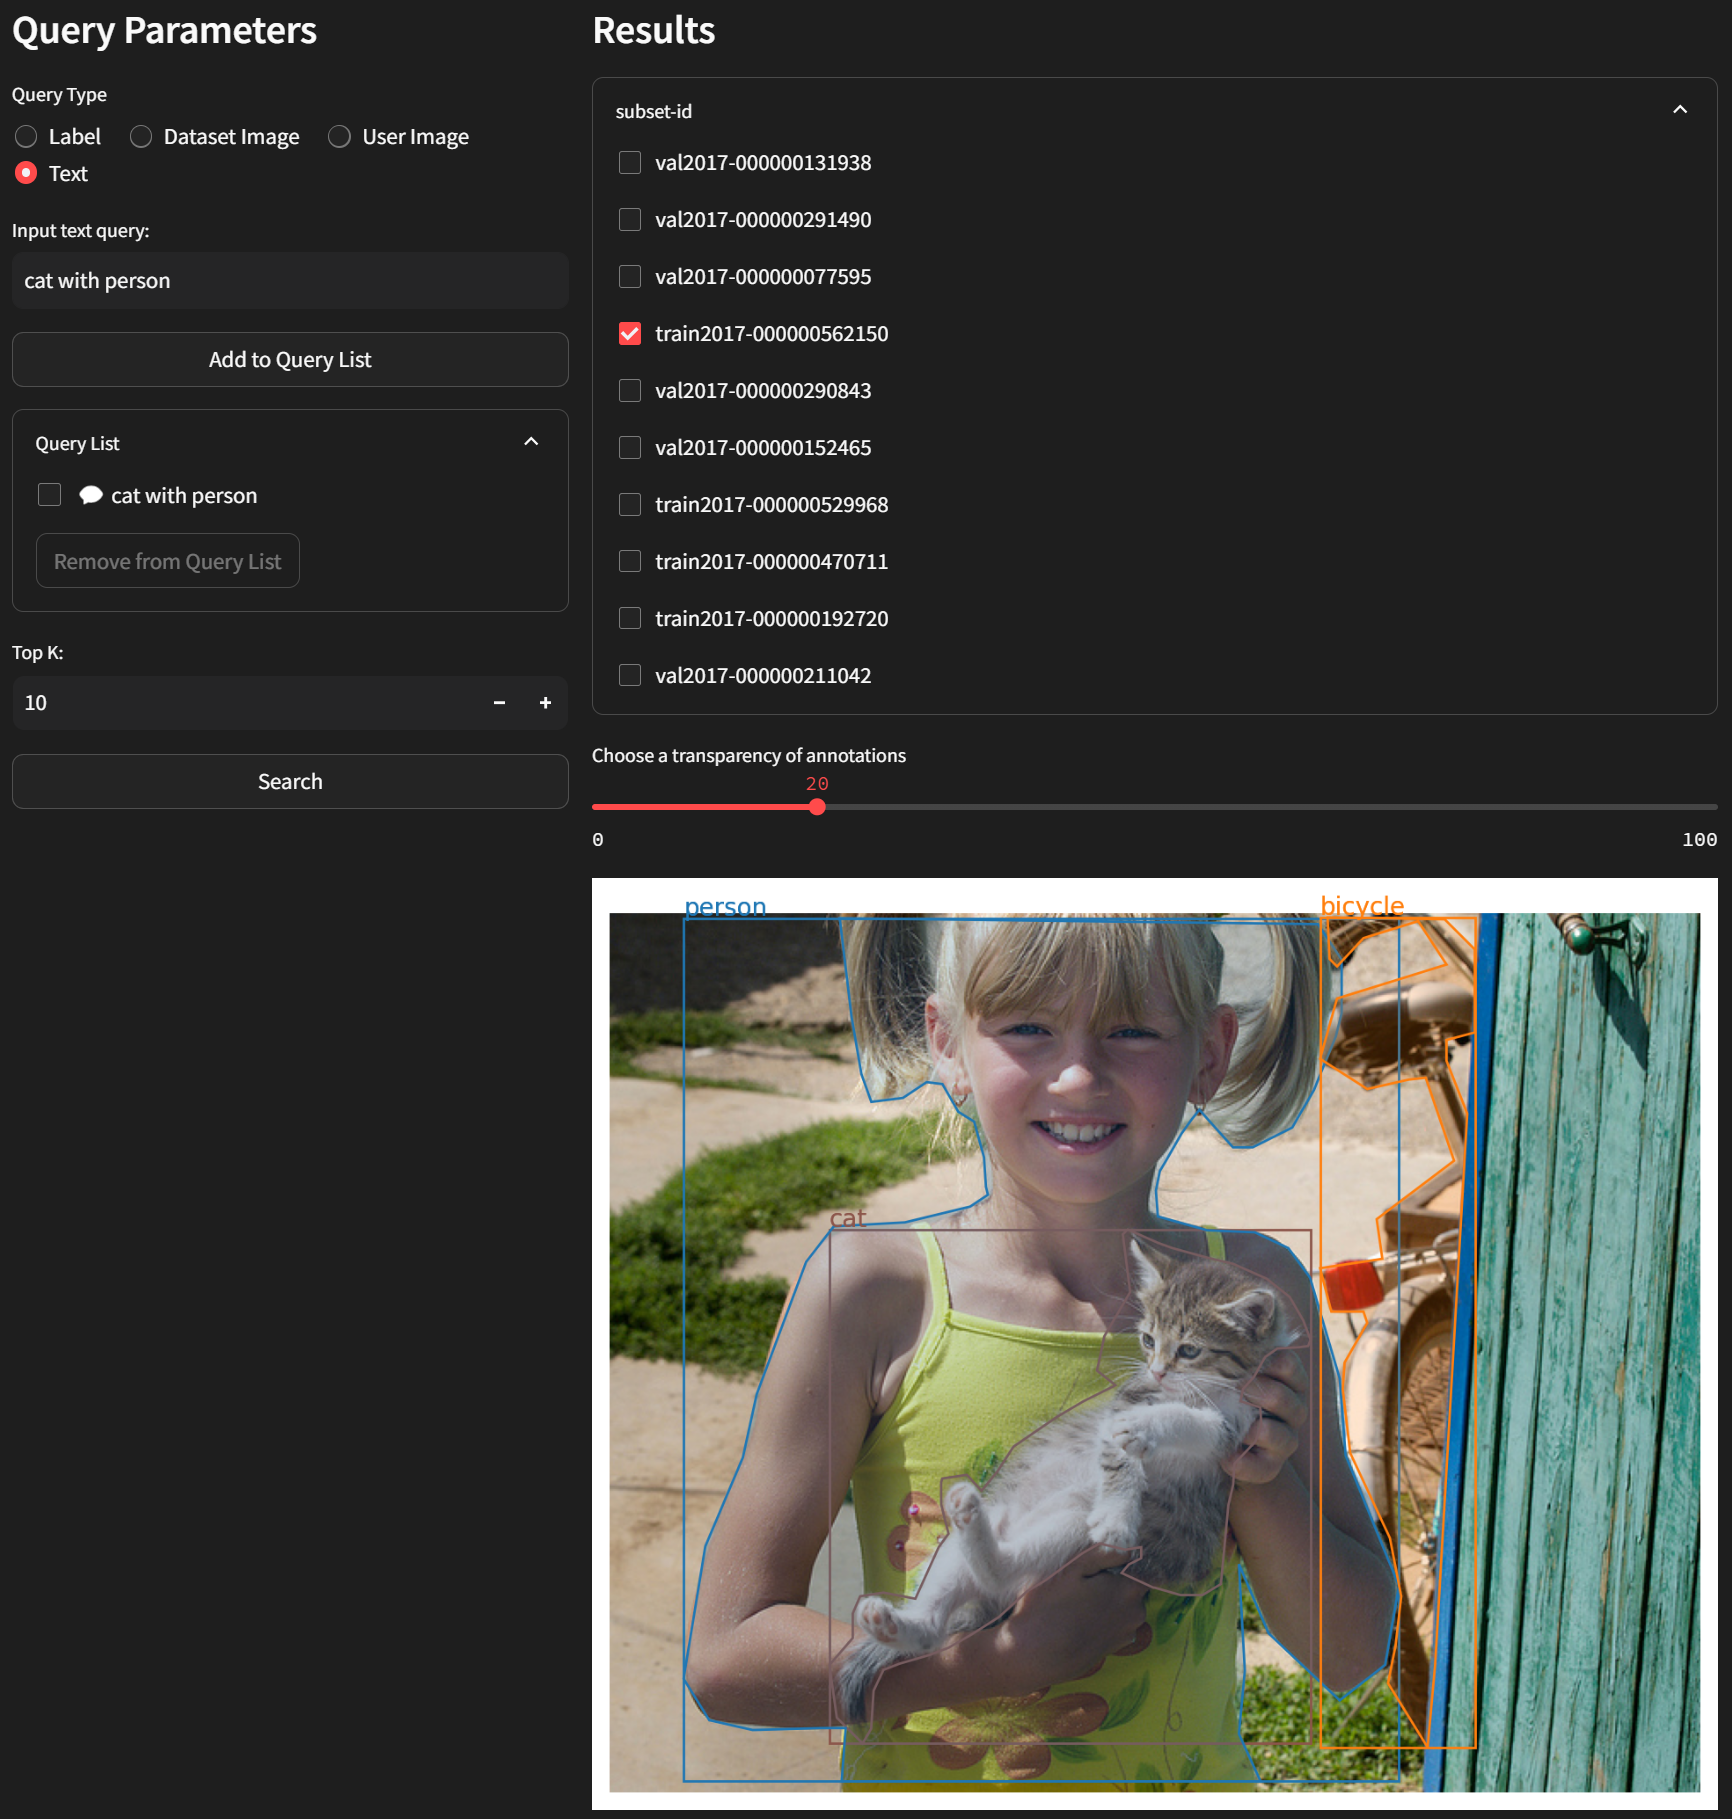 Query Parameters
Query Type
Label
Dataset Image
User Image
Text
Input text query:
cat with person
Add to Query List
Query List
cat with person
Remove from Query List
Top K:
10
Search
Results
subset-id
val2017-000000131938
val2017-000000291490
val2017-000000077595
train2017-000000562150
val2017-000000290843
val2017-000000152465
train2017-000000529968
train2017-000000470711
train2017-000000192720
val2017-000000211042
Choose a transparency of annotations
20
0
100
person
bicycle
cat